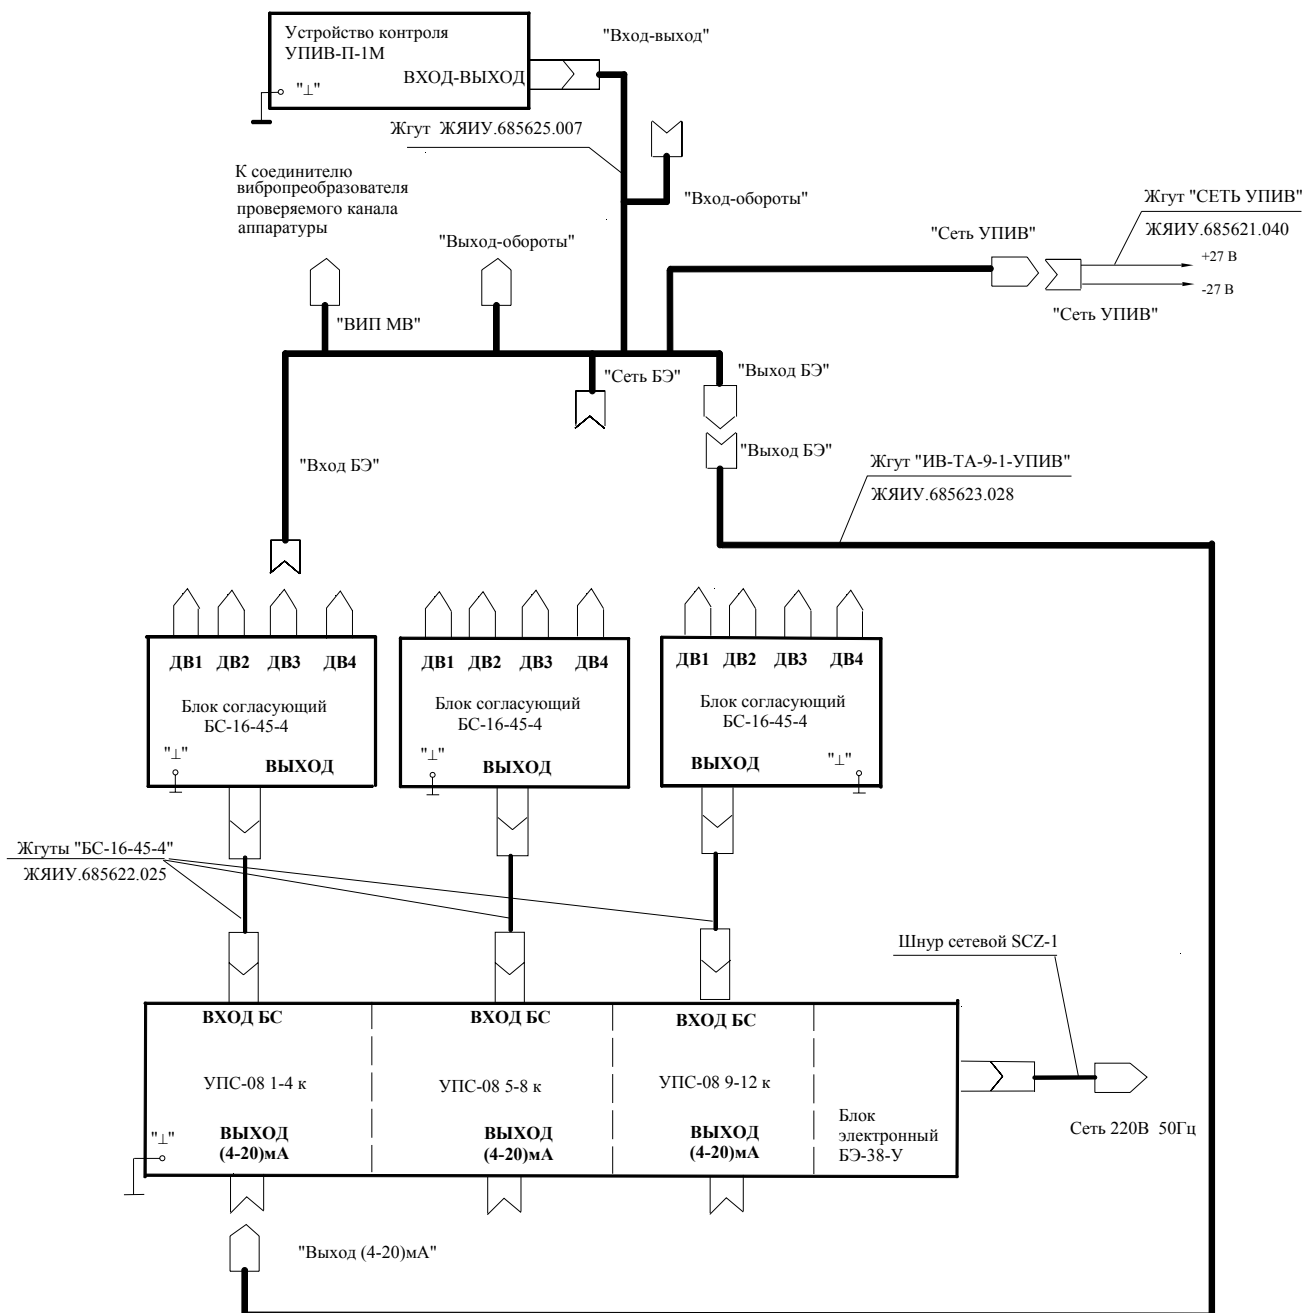 Устройство контроля
УПИВ-П-1М
ВХОД-ВЫХОД
"⊥"
"Вход-выход"
Жгут ЖЯИУ.685625.007
К соединителю
вибропреобразователя
проверяемого канала
аппаратуры
"Вход-обороты"
"Выход-обороты"
"Сеть УПИВ"
Жгут "СЕТЬ УПИВ"
ЖЯИУ.685621.040
+27 В
-27 В
"Сеть УПИВ"
"ВИП МВ"
"Сеть БЭ"
"Выход БЭ"
"Выход БЭ"
"Вход БЭ"
Жгут "ИВ-ТА-9-1-УПИВ"
ЖЯИУ.685623.028
ДВ1 ДВ2 ДВ3 ДВ4
Блок согласующий
БС-16-45-4
"⊥"
ВЫХОД
ДВ1 ДВ2 ДВ3 ДВ4
Блок согласующий
БС-16-45-4
"⊥"
ВЫХОД
ДВ1 ДВ2 ДВ3 ДВ4
Блок согласующий
БС-16-45-4
ВЫХОД
"⊥"
Жгуты "БС-16-45-4"
ЖЯИУ.685622.025
Шнур сетевой SCZ-1
ВХОД БС
УПС-08 1-4 к
"⊥"
ВЫХОД
(4-20)мА
ВХОД БС
УПС-08 5-8 к
ВЫХОД
(4-20)мА
ВХОД БС
УПС-08 9-12 к
ВЫХОД
(4-20)мА
Блок
электронный
БЭ-38-У
Сеть 220В 50Гц
"Выход (4-20)мА"